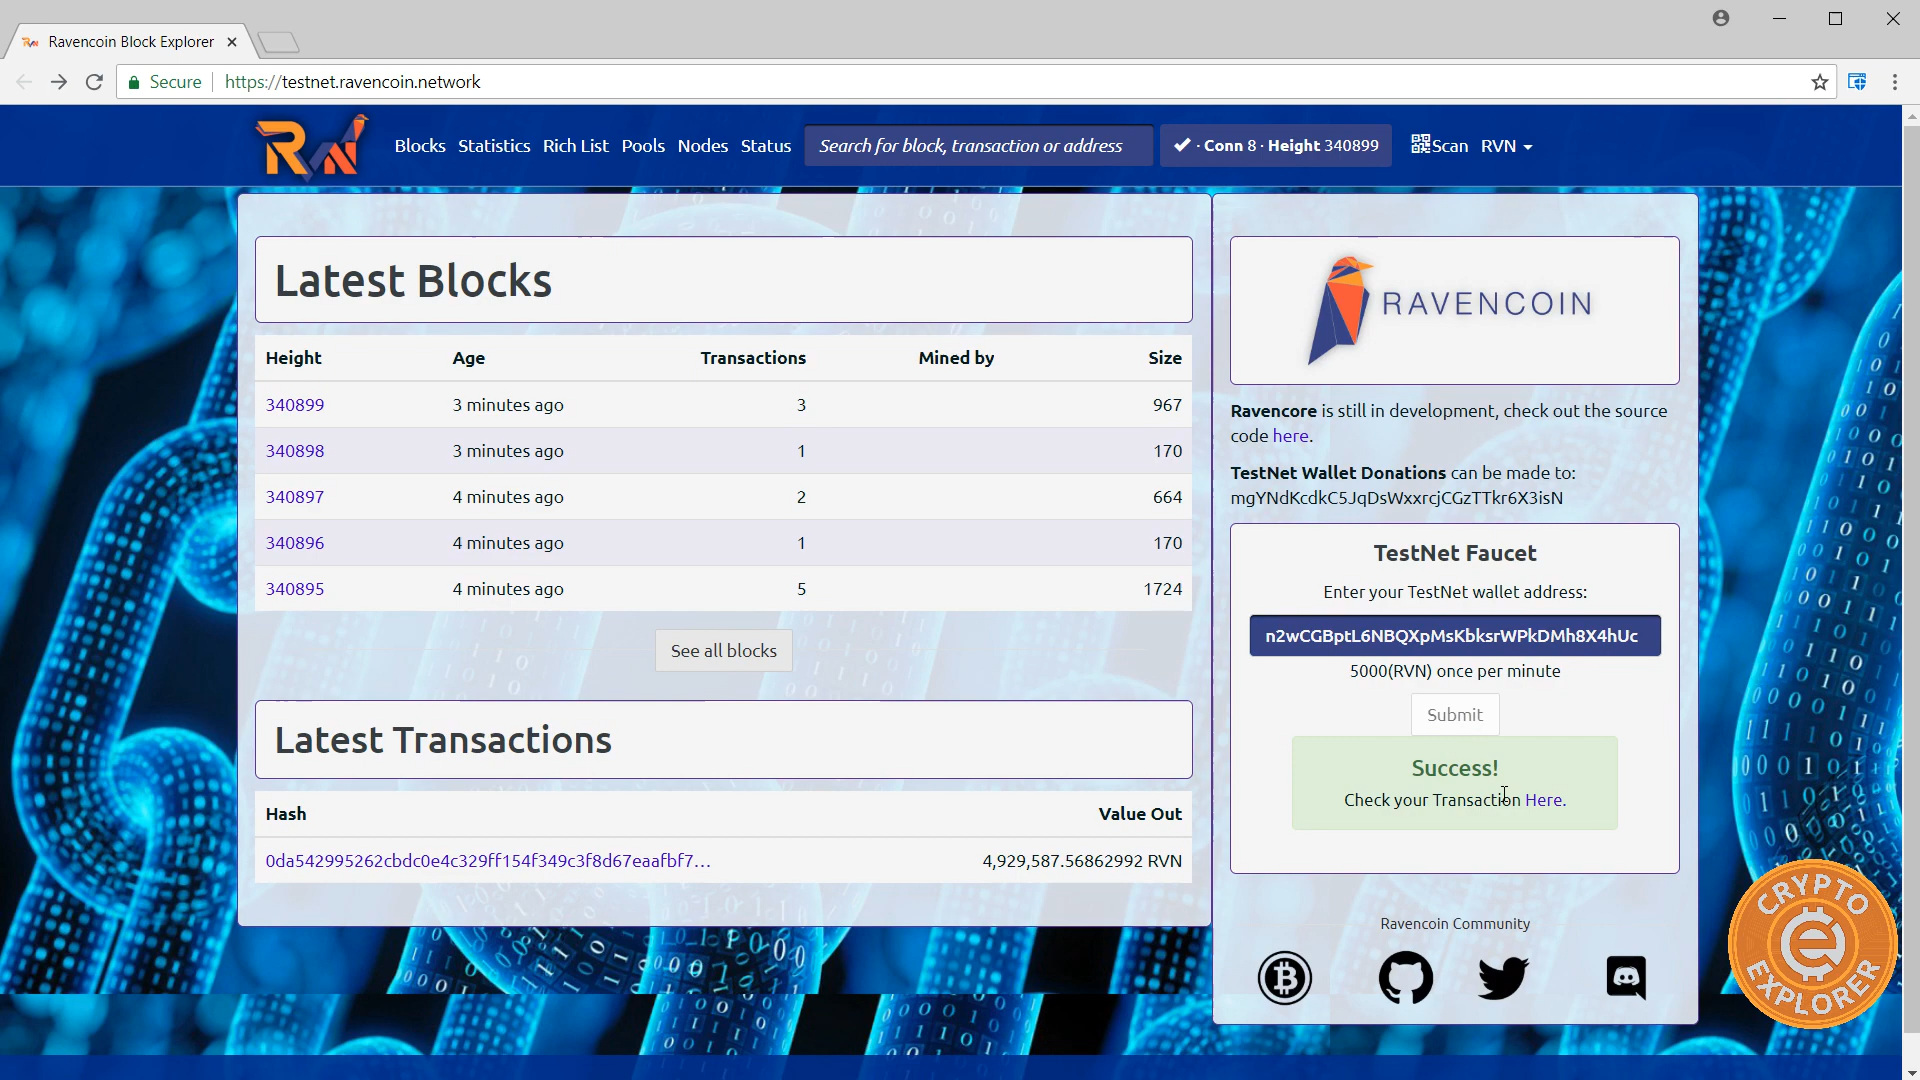 Ravencoin Block Explorer
Secure
https://testnet.ravencoin.network
RVN
Blocks Statistics Rich List Pools Nodes Status
Search for block, transaction or address
· Conn 8 · Height 340899
Scan RVN
Latest Blocks
Height Age Transactions Mined by Size
340899 3 minutes ago 3 967
340898 3 minutes ago 1 170
340897 4 minutes ago 2 664
340896 4 minutes ago 1 170
340895 4 minutes ago 5 1724
See all blocks
Latest Transactions
Hash Value Out
0da542995262cbdc0e4c329ff154f349c3f8d67eaafbf7... 4,929,587.56862992 RVN
RAVENCOIN
Ravencore is still in development, check out the source
code here.
TestNet Wallet Donations can be made to:
mgYNdKcdkC5JqDsWxxrcjCGzTTkr6X3isN
TestNet Faucet
Enter your TestNet wallet address:
n2wCGBptL6NBQXpMsKbksrWPkDMh8X4hUc
5000(RVN) once per minute
Submit
Success!
Check your Transaction Here.
Ravencoin Community
CRYPTO
EXPLORER